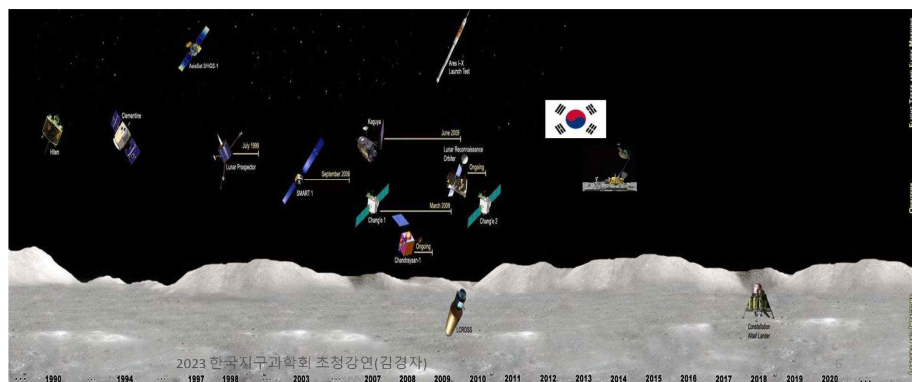 AsiaSat 3/HGS-1
Ares I-X
Launch Test
Clementine
Hiten
July 1999
Lunar Prospector
Kaguya
June 2009
Lunar Reconnaissance
Orbiter
Ongoing
September 2006
SMART 1
Chang'e 1
March 2009
Chang'e 2
Ongoing
Chandrayaan-1
LCROSS
Constellation
Altair Lander
2023 한국지구과학회 초청강연(김경자)
... 1990 ... 1994 ... 1997 1998 ... 2003 ... 2007 2008 2009 2010 2011 2012 2013 2014 2015 2016 2017 2018 2019 2020 ...